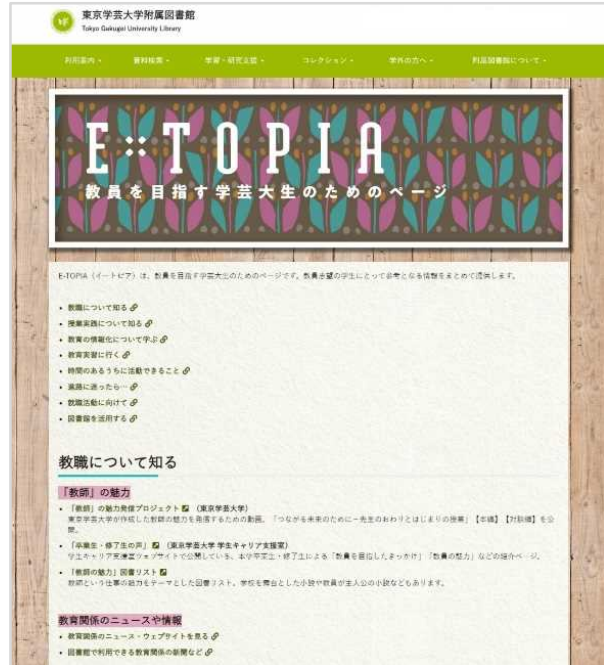 東京学芸大学附属図書館
Tokyo Gakugei University Library
利用案内
資料検索
学習・研究支援
コレクション
学外の方へ
附属図書館について
E::TOPIA
教員を目指す学芸大生のためのページ
E-TOPIA（イートピア）は、教員を目指す学芸大生のためのページです。教員志望の学生にとって参考となる情報をまとめて提供します。
• 教職について知る
• 授業実践について知る
• 教育の情報化について学ぶ
• 教育実習に行く
• 時間のあるうちに活動できること
• 進路に迷ったら…
• 就職活動に向けて
• 図書館を活用する
教職について知る
「教師」の魅力
• 「教師」の魅力発信プロジェクト （東京学芸大学）
東京学芸大学が作成した教師の魅力を発信するための動画。「つながる未来のために－先生のおわりとはじまりの授業」【本編】【対談編】を公
開。
• 「卒業生・修了生の声」 （東京学芸大学 学生キャリア支援室）
学生キャリア支援室ウェブサイトで公開している、本学卒業生・修了生による「教員を目指したきっかけ」「教員の魅力」などの紹介ページ。
• 「教師の魅力」図書リスト
教師という仕事の魅力をテーマとした図書リスト。学校を舞台とした小説や教員が主人公の小説などもあります。
教育関係のニュースや情報
• 教育関係のニュース・ウェブサイトを見る
• 図書館で利用できる教育関係の新聞など